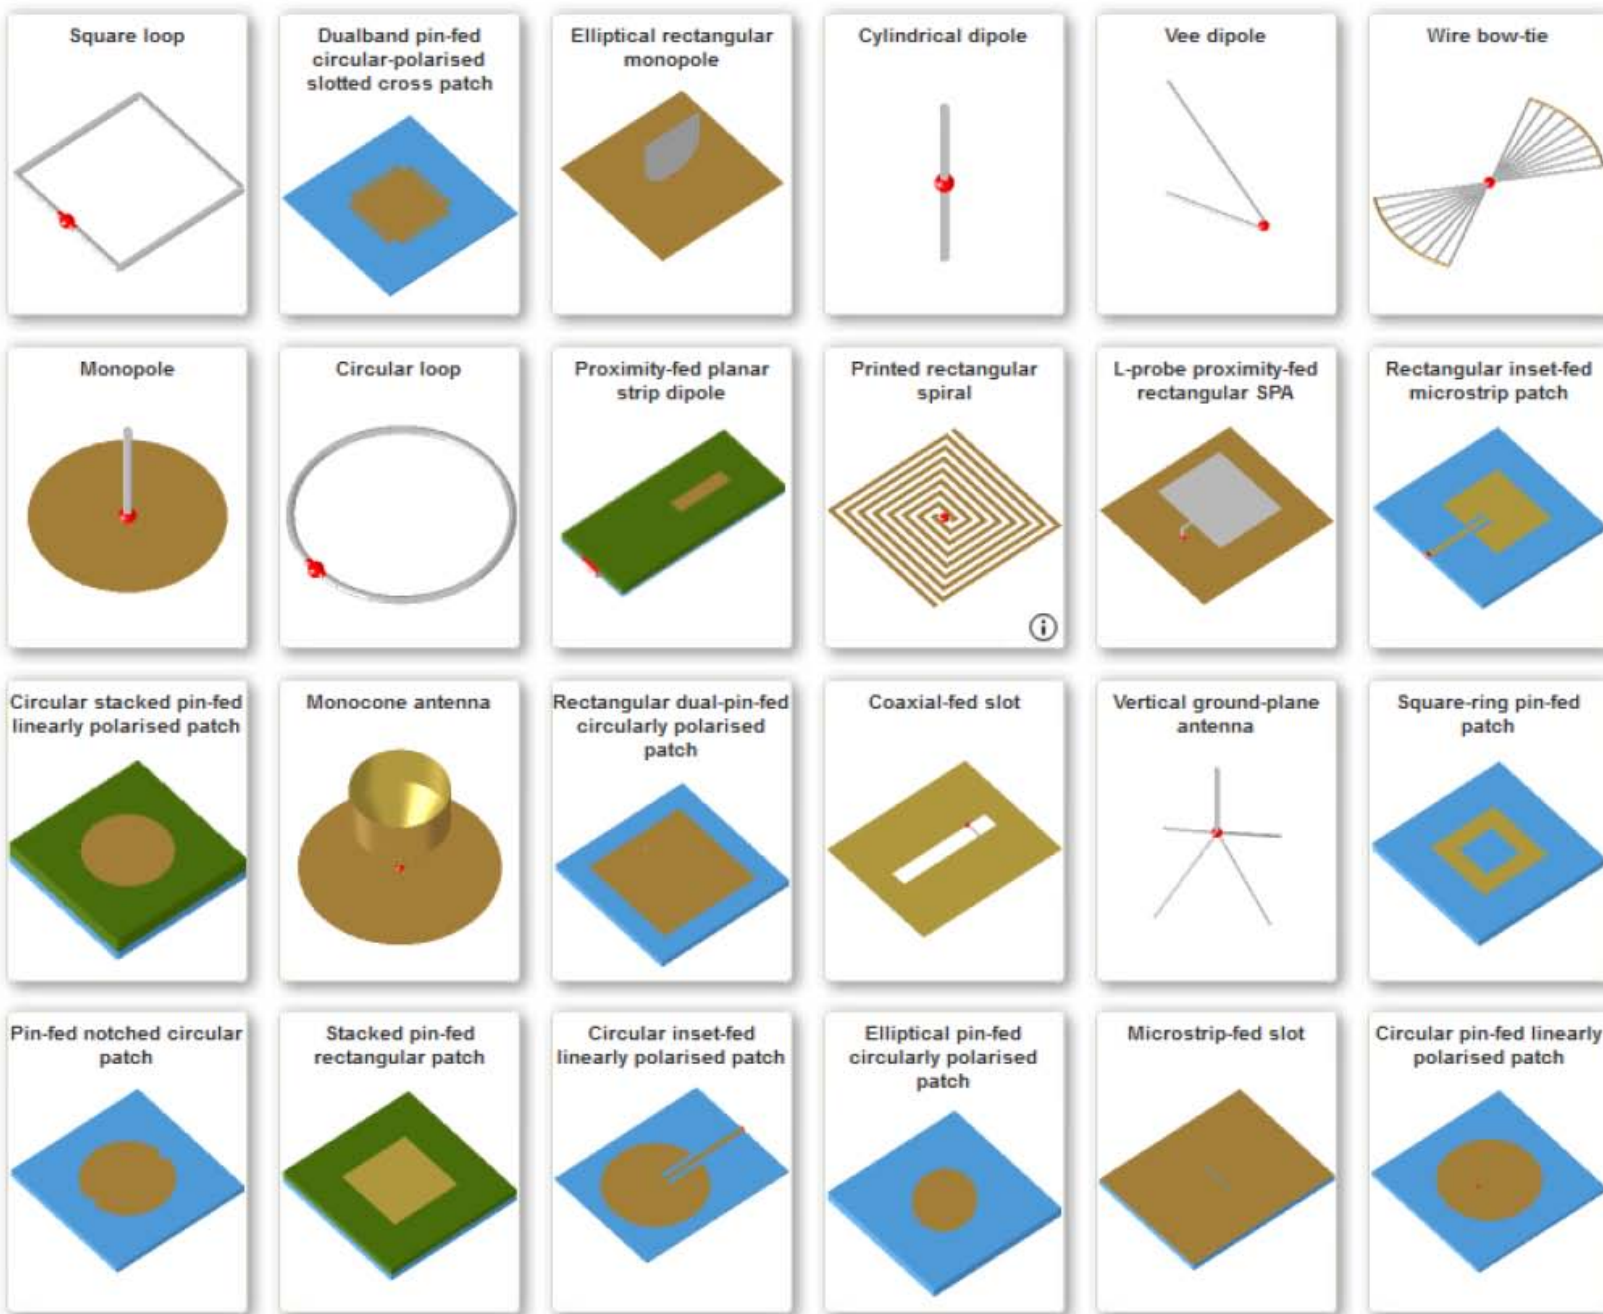 Square loop
Dualband pin-fed
circular-polarised
slotted cross patch
Elliptical rectangular
monopole
Cylindrical dipole
Vee dipole
Wire bow-tie
Monopole
Circular loop
Proximity-fed planar
strip dipole
Printed rectangular
spiral
i
L-probe proximity-fed
rectangular SPA
Rectangular inset-fed
microstrip patch
Circular stacked pin-fed
linearly polarised patch
Monocone antenna
Rectangular dual-pin-fed
circularly polarised
patch
Coaxial-fed slot
Vertical ground-plane
antenna
Square-ring pin-fed
patch
Pin-fed notched circular
patch
Stacked pin-fed
rectangular patch
Circular inset-fed
linearly polarised patch
Elliptical pin-fed
circularly polarised
patch
Microstrip-fed slot
Circular pin-fed linearly
polarised patch